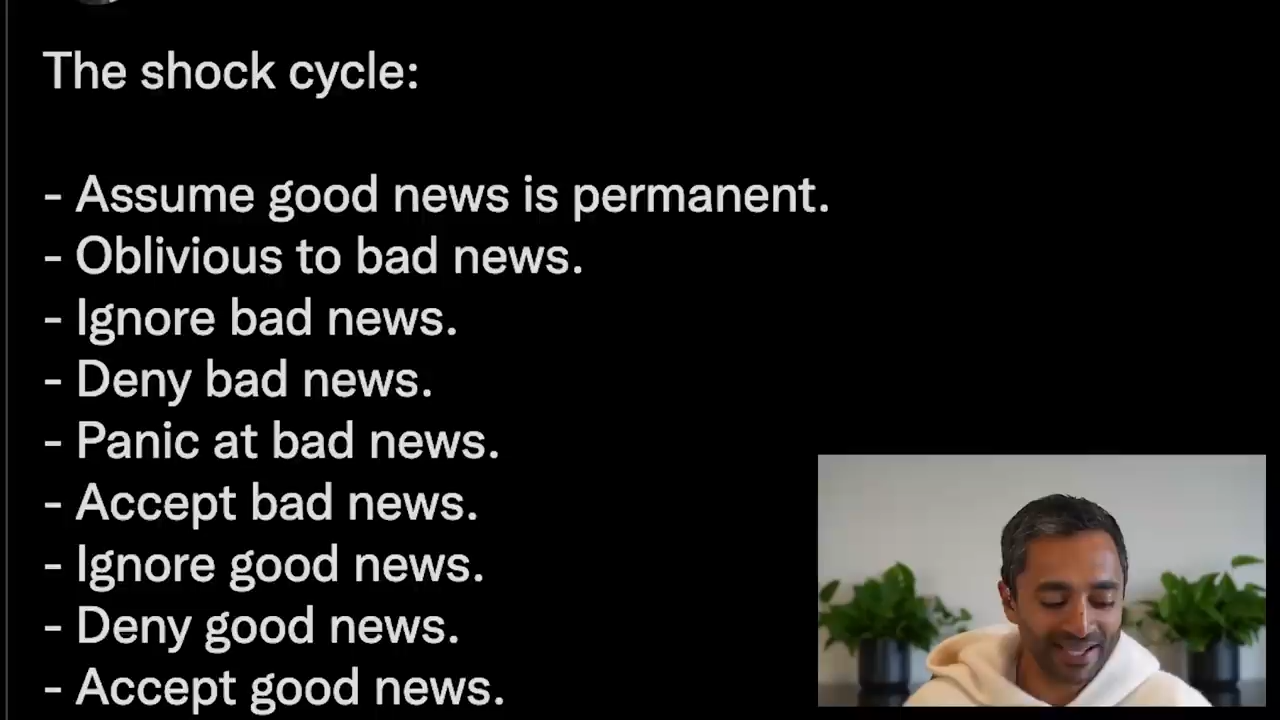 The shock cycle:
- Assume good news is permanent.
- Oblivious to bad news.
- Ignore bad news.
- Deny bad news.
- Panic at bad news.
- Accept bad news.
- Ignore good news.
- Deny good news.
- Accept good news.